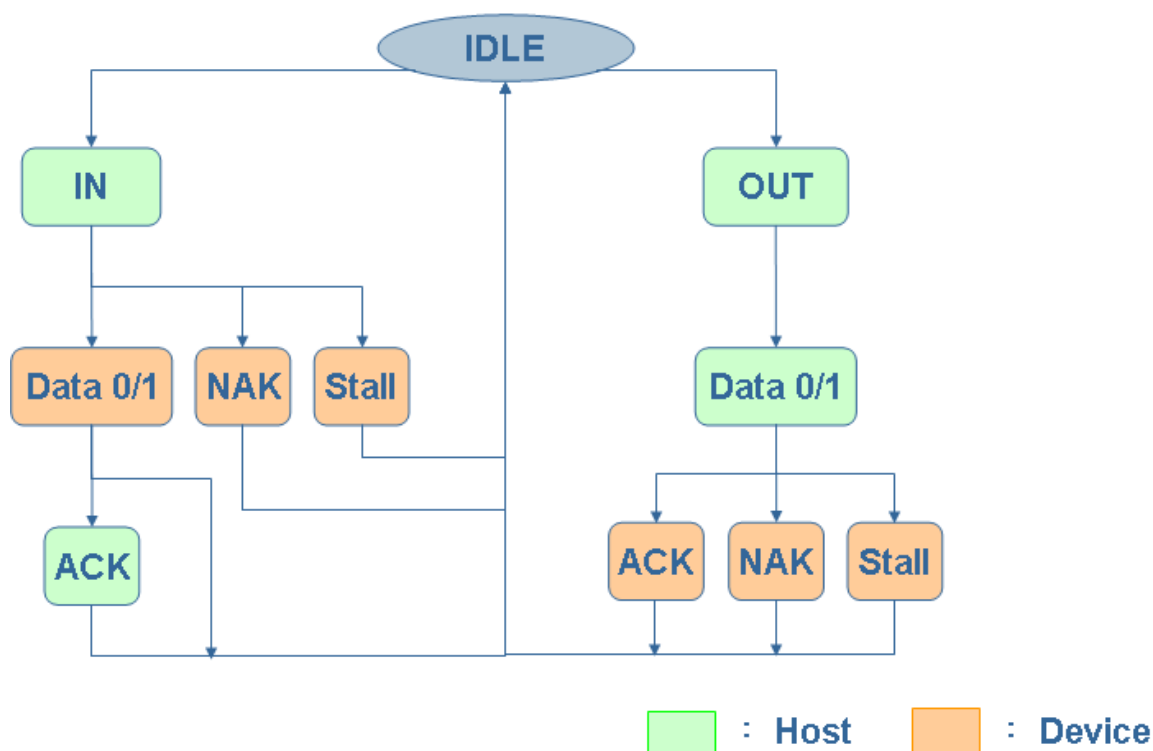 IDLE
IN
OUT
Data 0/1
NAK
Stall
Data 0/1
ACK
ACK
NAK
Stall
: Host
: Device